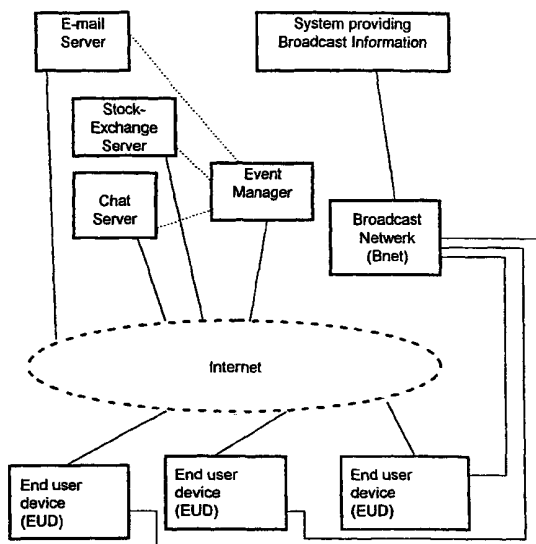 E-mail
Server
System providing
Broadcast Information
Stock-
Exchange
Server
Event
Manager
Chat
Server
Broadcast
Netwerk
(Bnet)
Internet
End user
device
(EUD)
End user
device
(EUD)
End user
device
(EUD)